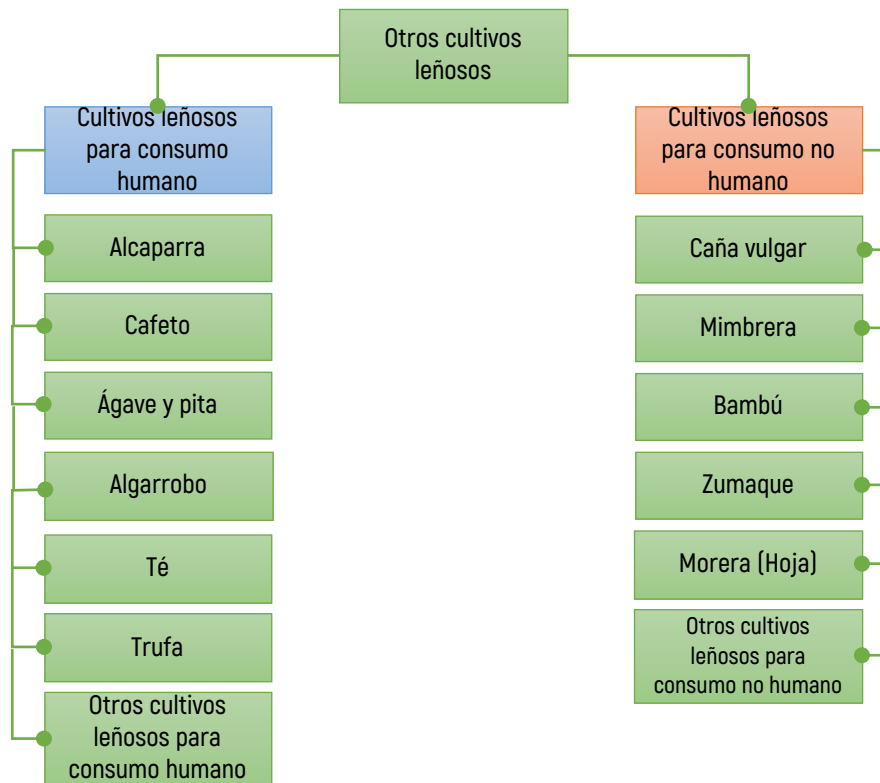 Otros cultivos
leñosos
Cultivos leñosos
para consumo
humano
Alcaparra
Cafeto
Ágave y pita
Algarrobo
Té
Trufa
Otros cultivos
leñosos para
consumo humano
Cultivos leñosos
para consumo no
humano
Caña vulgar
Mimbrera
Bambú
Zumaque
Morera (Hoja)
Otros cultivos
leñosos para
consumo no humano